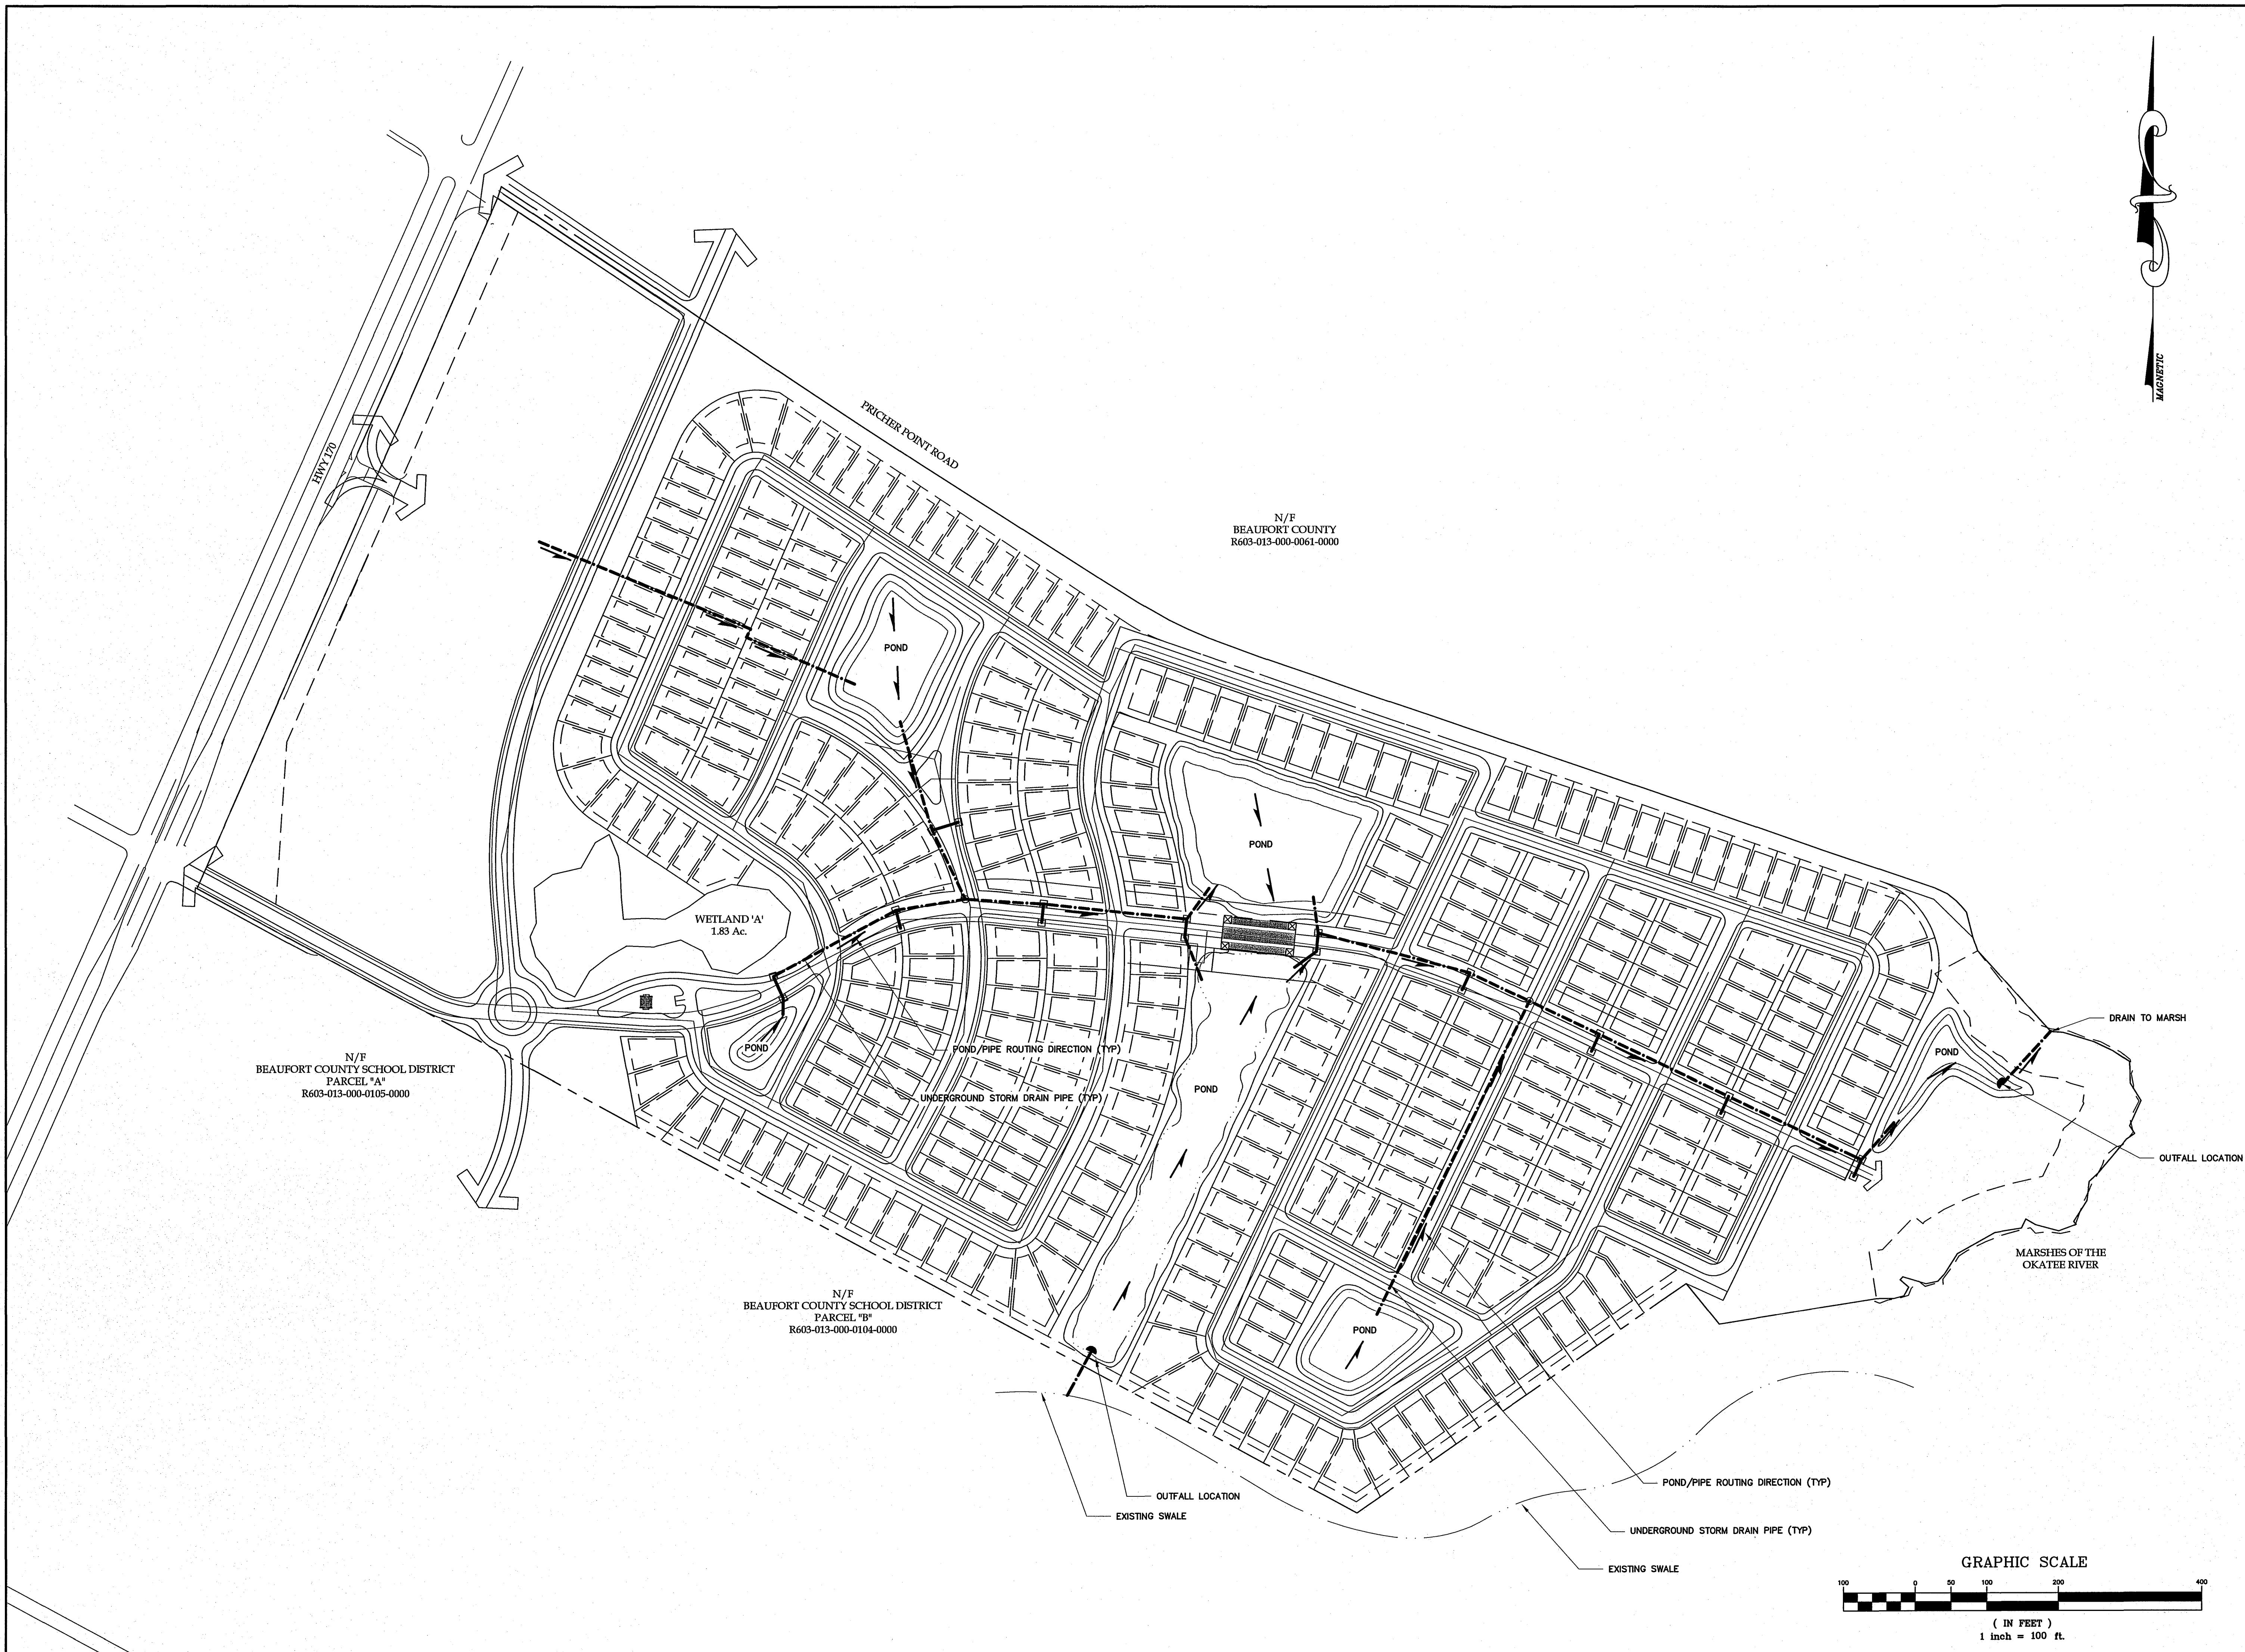 MAGNETIC
HWY 170
PRICHER POINT ROAD
N/F
BEAUFORT COUNTY
R603-013-000-0061-0000
POND
POND
WETLAND 'A'
1.83 Ac.
N/F
BEAUFORT COUNTY SCHOOL DISTRICT
PARCEL "A"
R603-013-000-0105-0000
POND
POND/PIPE ROUTING DIRECTION (TYP)
UNDERGROUND STORM DRAIN PIPE (TYP)
POND
DRAIN TO MARSH
POND
OUTFALL LOCATION
MARSHES OF THE
OKATEE RIVER
N/F
BEAUFORT COUNTY SCHOOL DISTRICT
PARCEL "B"
R603-013-000-0104-0000
POND
OUTFALL LOCATION
EXISTING SWALE
POND/PIPE ROUTING DIRECTION (TYP)
UNDERGROUND STORM DRAIN PIPE (TYP)
EXISTING SWALE
GRAPHIC SCALE
100 0 50 100 200 400
( IN FEET )
1 inch = 100 ft.